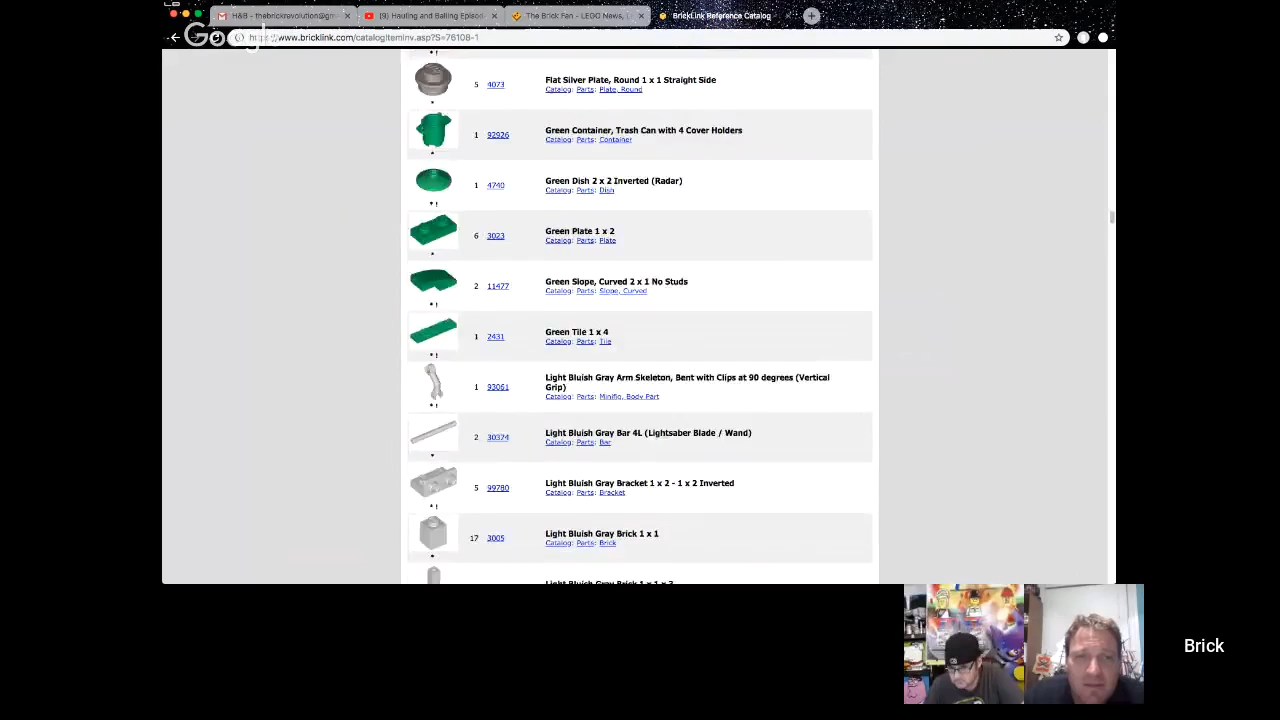 H&B - thebrickrevolution@gm
(9) Hauling and Balling Episod
The Brick Fan - LEGO News, L
BrickLink Reference Catalog
www.bricklink.com/catalogItemInv.asp?S=76108-1
* !
5 4073 Flat Silver Plate, Round 1 x 1 Straight Side
Catalog: Parts: Plate, Round
*
1 92926 Green Container, Trash Can with 4 Cover Holders
Catalog: Parts: Container
*
1 4740 Green Dish 2 x 2 Inverted (Radar)
Catalog: Parts: Dish
* !
6 3023 Green Plate 1 x 2
Catalog: Parts: Plate
*
2 11477 Green Slope, Curved 2 x 1 No Studs
Catalog: Parts: Slope, Curved
* !
1 2431 Green Tile 1 x 4
Catalog: Parts: Tile
* !
1 93061 Light Bluish Gray Arm Skeleton, Bent with Clips at 90 degrees (Vertical
Grip)
Catalog: Parts: Minifig, Body Part
* !
2 30374 Light Bluish Gray Bar 4L (Lightsaber Blade / Wand)
Catalog: Parts: Bar
*
5 99780 Light Bluish Gray Bracket 1 x 2 - 1 x 2 Inverted
Catalog: Parts: Bracket
* !
17 3005 Light Bluish Gray Brick 1 x 1
Catalog: Parts: Brick
*
Light Bluish Gray Brick 1 x 1 x 3
Brick